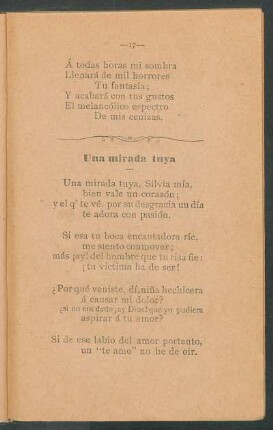 —17—
Á todas horas mi sombra
Llenará de mil horrores
Tu fantasía;
Y acabará con tus gustos
El melancólico espectro
De mis cenizas.
Una mirada tuya
Una mirada tuya, Silvia mía,
bien vale un corazón;
y el q' te vé, por su desgracia un día
te adora con pasión.
Si esa tu boca encantadora ríe,
me siento conmover;
más ¡ay! del hombre que tu risa fíe:
¡tu víctima ha de ser!
¿Por qué veniste, di, niña hechicera
á causar mi dolor?
¿si no era dado ¡ay Dios! que yo pudiera
aspirar á tu amor?
Si de ese labio del amor portento,
un "te amo" no he de oir.